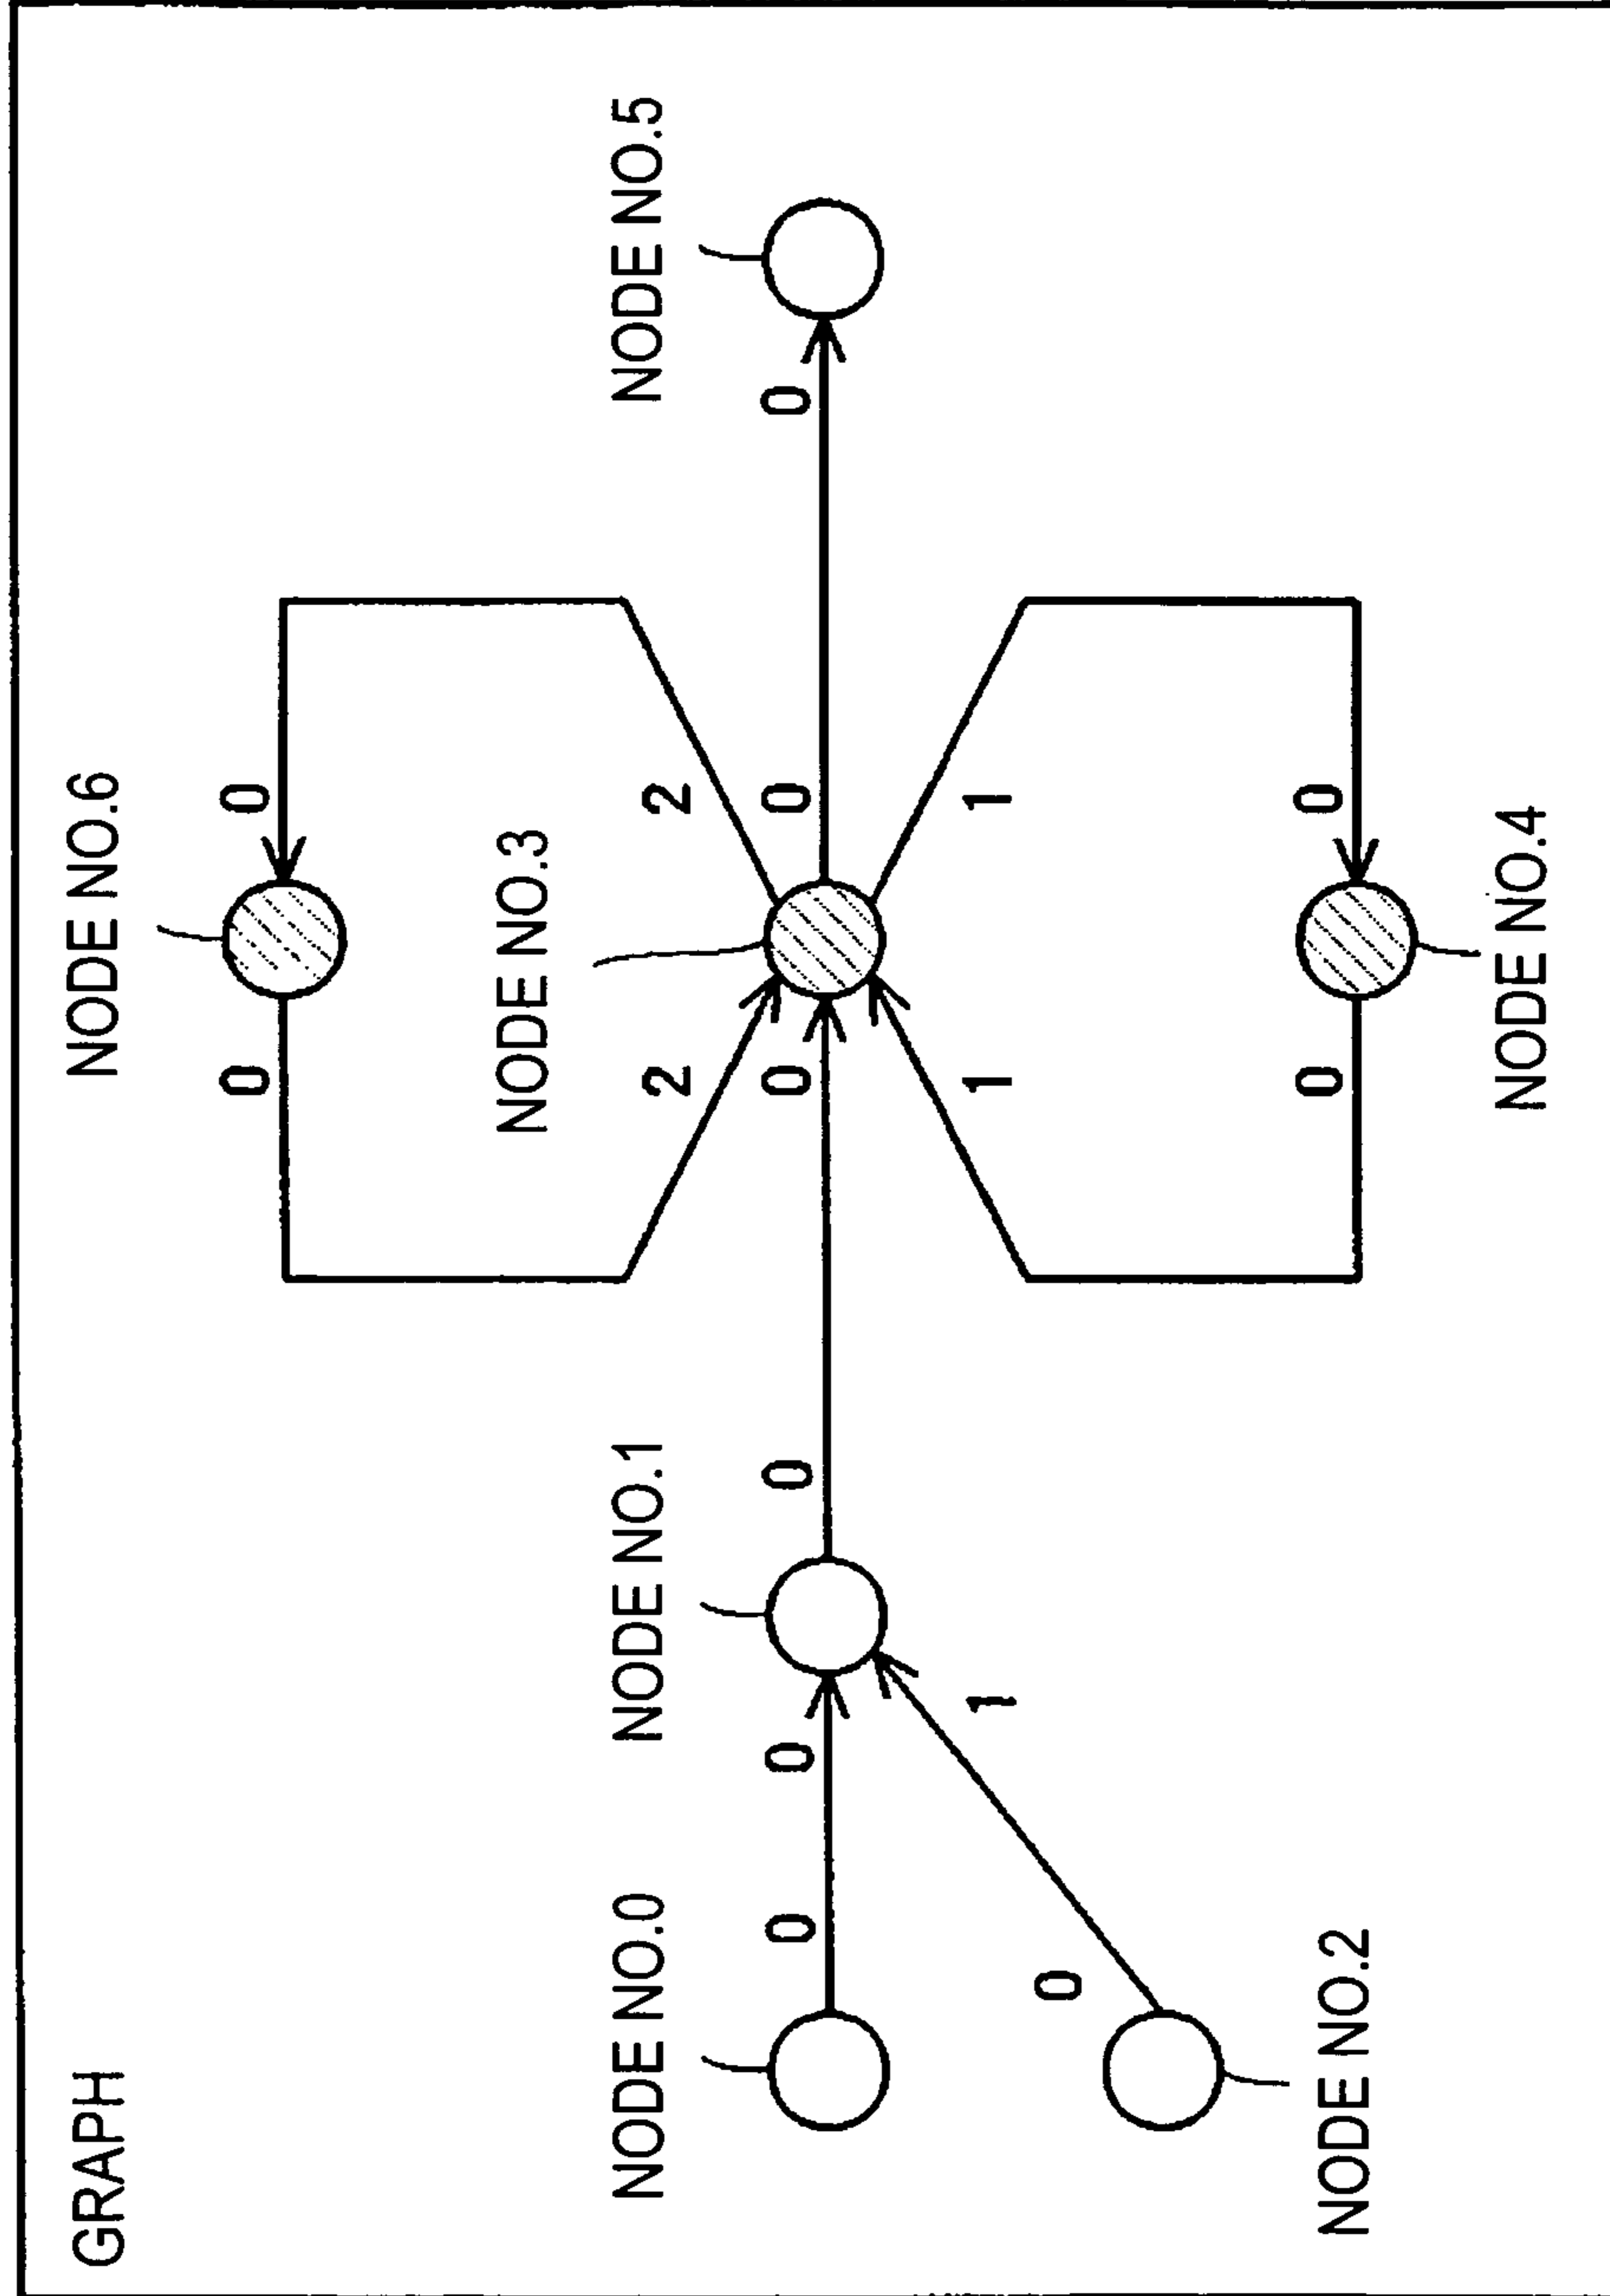 GRAPH
NODE NO.6
0 0
NODE NO.3
NODE NO.0 NODE NO.1 NODE NO.5
2 2
0 0 0 0 0 0
1 1 1
0
0 0
NODE NO.2
NODE NO.4